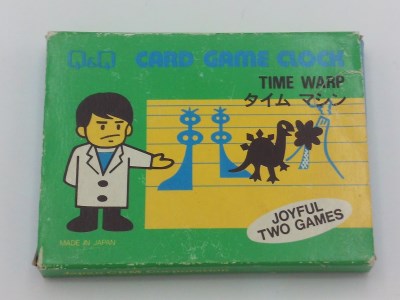 Q&Q CARD GAME CLOCK
TIME WARP
タイム マシン
JOYFUL
TWO GAMES
MADE IN JAPAN